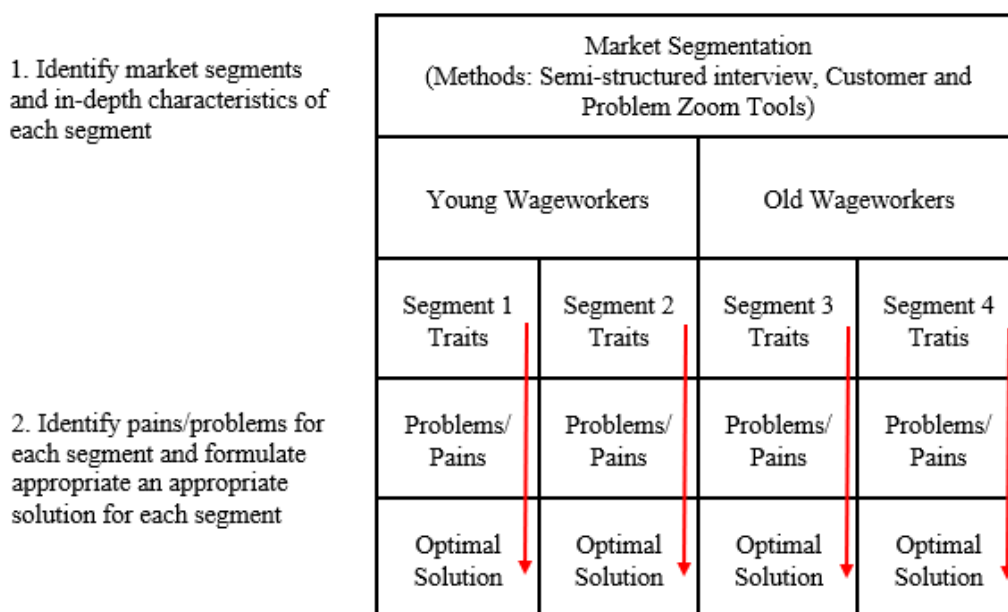 1. Identify market segments
and in-depth characteristics of
each segment
Market Segmentation
(Methods: Semi-structured interview, Customer and
Problem Zoom Tools)
Young Wageworkers
Old Wageworkers
Segment 1
Traits
Segment 2
Traits
Segment 3
Traits
Segment 4
Tratis
2. Identify pains/problems for
each segment and formulate
appropriate an appropriate
solution for each segment
Problems/
Pains
Problems/
Pains
Problems/
Pains
Problems/
Pains
Optimal
Solution
Optimal
Solution
Optimal
Solution
Optimal
Solution